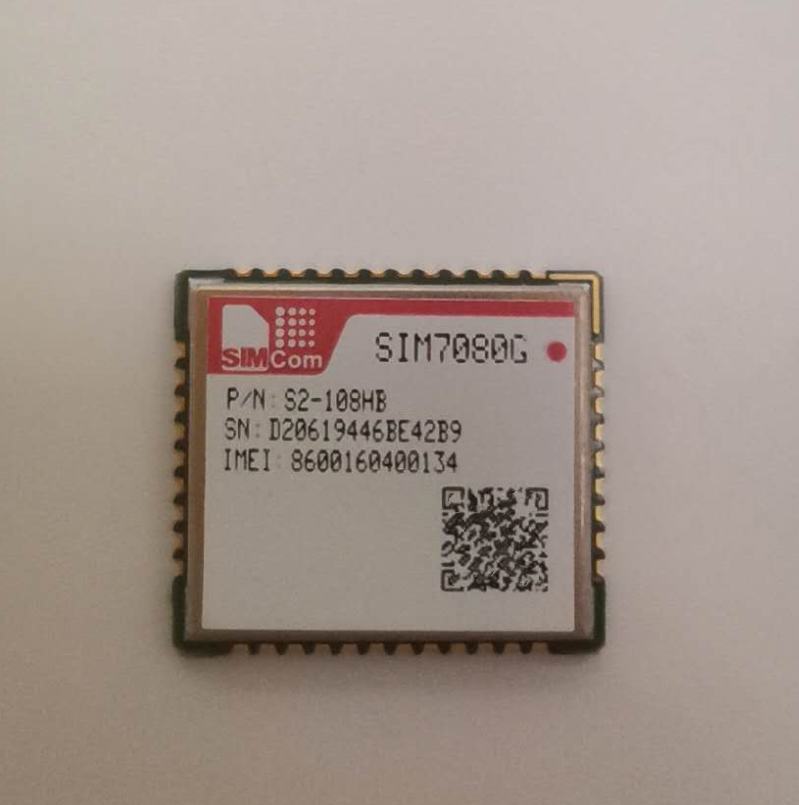 SIMCom
SIM7080G
P/N: S2-108HB
SN: D20619446BE42B9
IMEI: 8600160400134